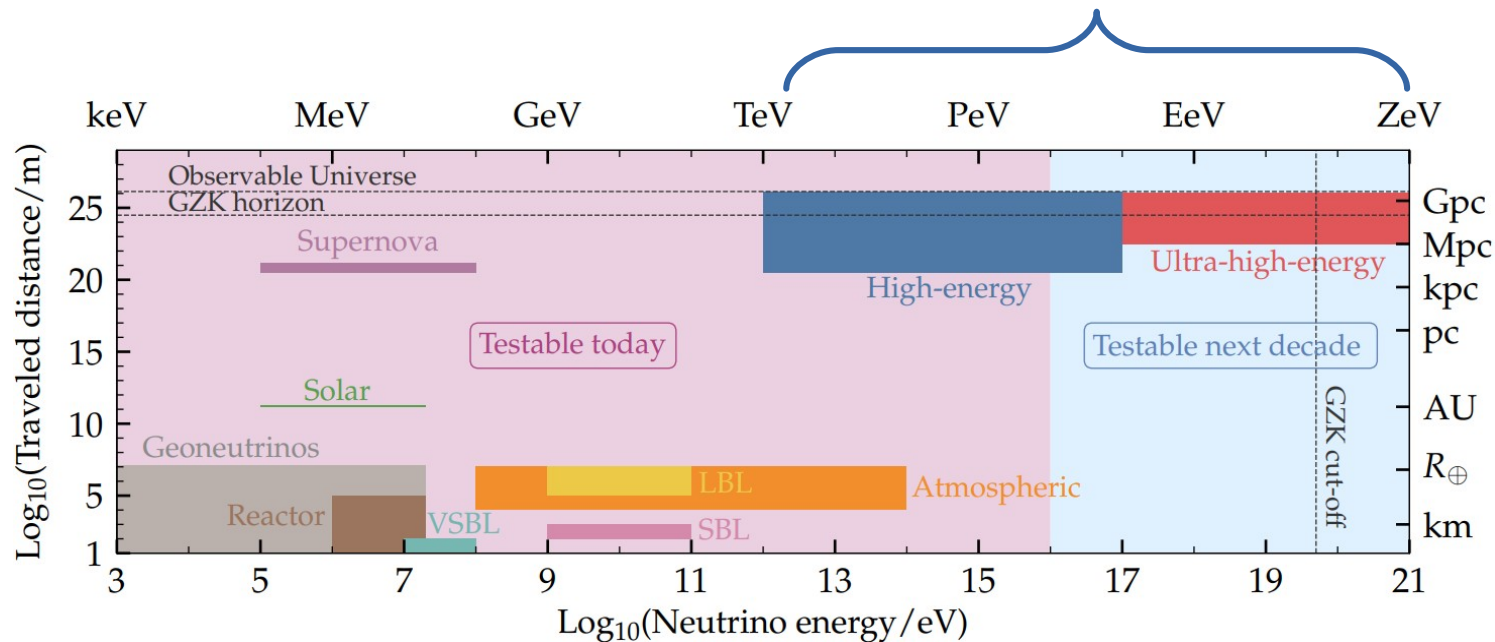 keV MeV GeV TeV PeV EeV ZeV
Observable Universe
GZK horizon
Supernova
High-energy
Ultra-high-energy
Testable today
Testable next decade
Solar
Geoneutrinos
Reactor
VSBL
LBL
SBL
Atmospheric
GZK cut-off
Log₁₀(Traveled distance/m)
25
20
15
10
5
1
Gpc
Mpc
kpc
pc
AU
R⊕
km
3 5 7 9 11 13 15 17 19 21
Log₁₀(Neutrino energy/eV)